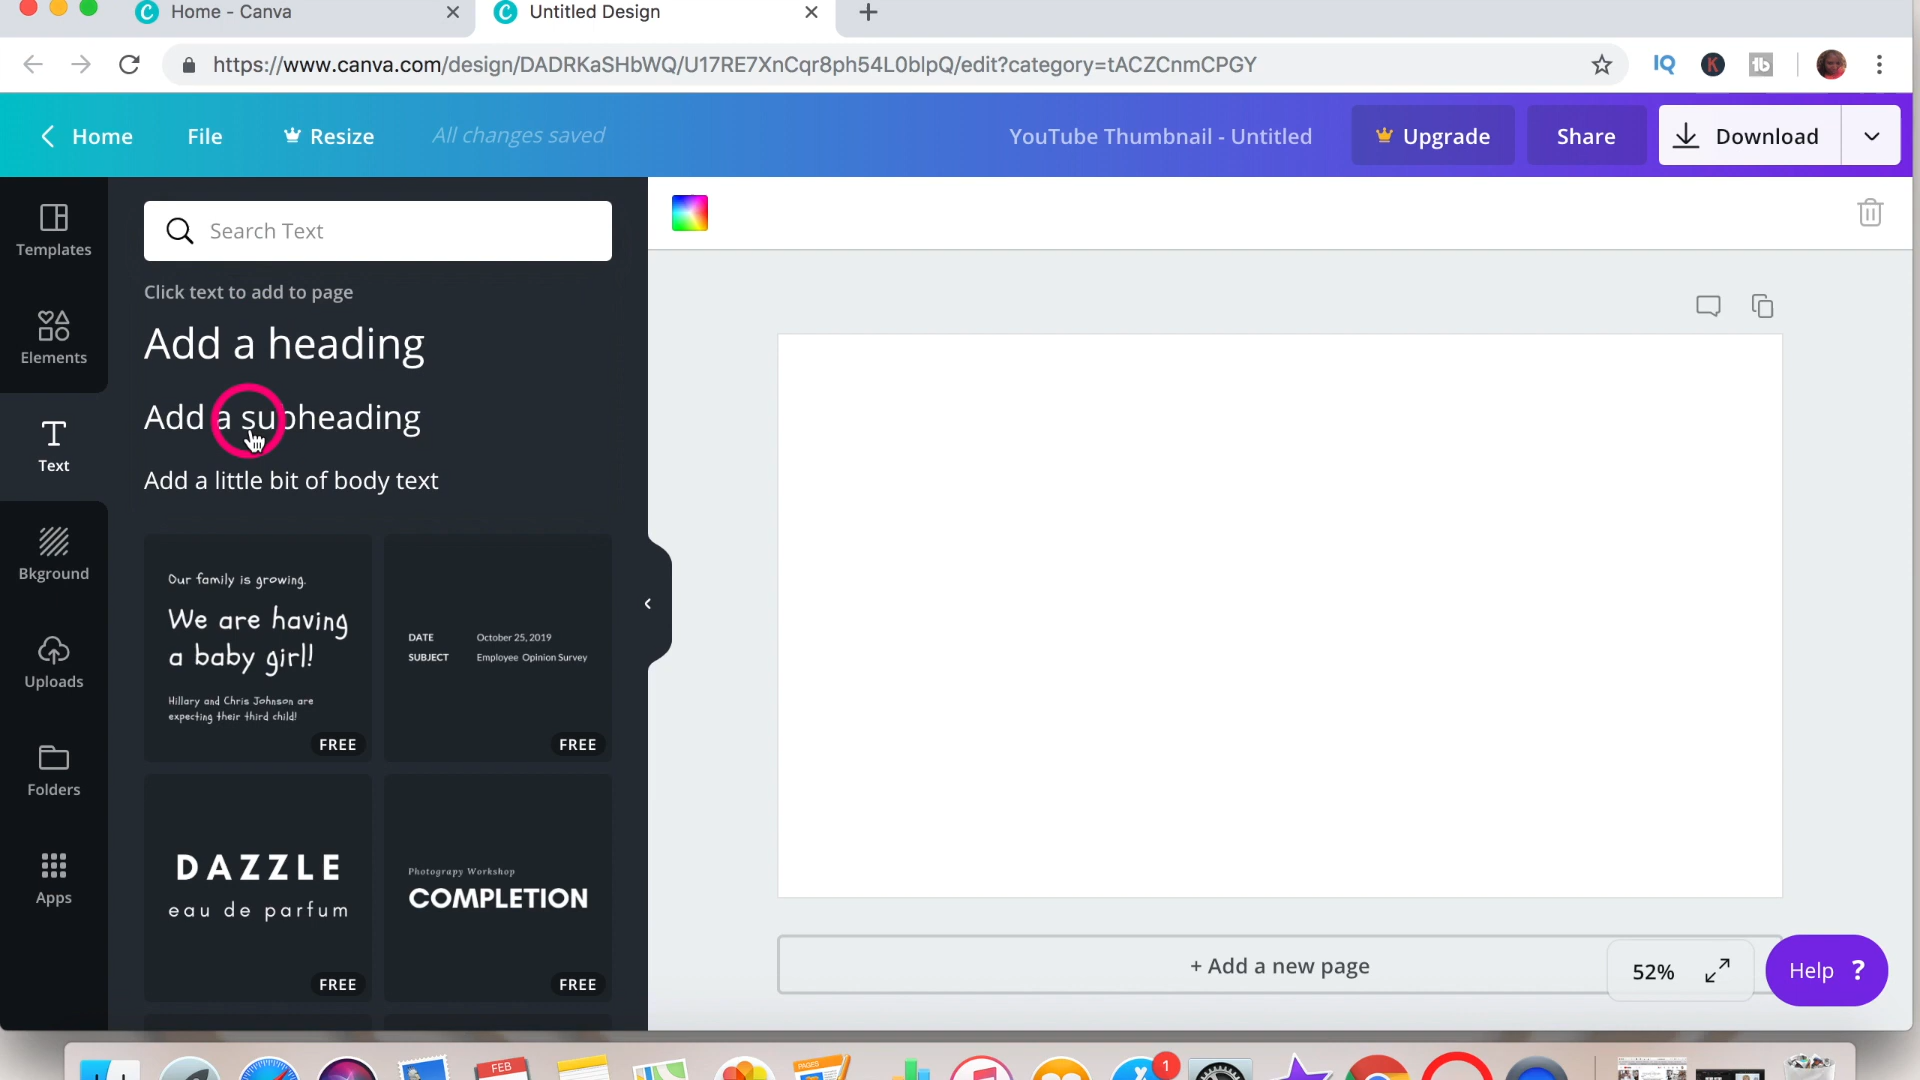 Home - Canva
Untitled Design
https://www.canva.com/design/DADRKaSHbWQ/U17RE7XnCqr8ph54L0blpQ/edit?category=tACZCnmCPGY
IQ
K
Home
File
Resize
All changes saved
YouTube Thumbnail - Untitled
Upgrade
Share
Download
Templates
Elements
Text
Bkground
Uploads
Folders
Apps
Search Text
Click text to add to page
Add a heading
Add a subheading
Add a little bit of body text
Our family is growing.
We are having
a baby girl!
Hillary and Chris Johnson are
expecting their third child!
FREE
DATE October 25, 2019
SUBJECT Employee Opinion Survey
FREE
DAZZLE
eau de parfum
FREE
Photograpy Workshop
COMPLETION
FREE
+ Add a new page
52%
Help ?
FEB
PAGES
1